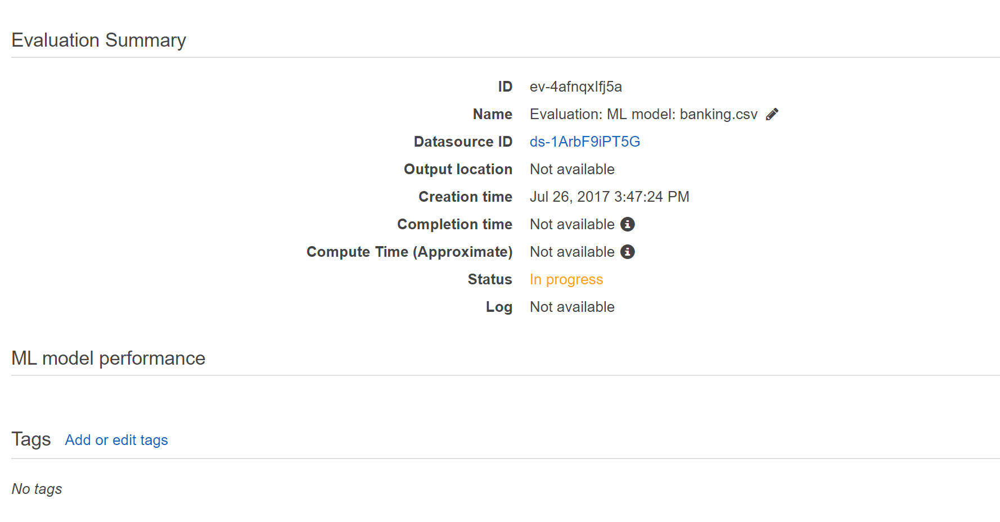 Evaluation Summary
ID ev-4afnqxlfj5a
Name Evaluation: ML model: banking.csv
Datasource ID ds-1ArbF9iPT5G
Output location Not available
Creation time Jul 26, 2017 3:47:24 PM
Completion time Not available
Compute Time (Approximate) Not available
Status In progress
Log Not available
ML model performance
Tags Add or edit tags
No tags